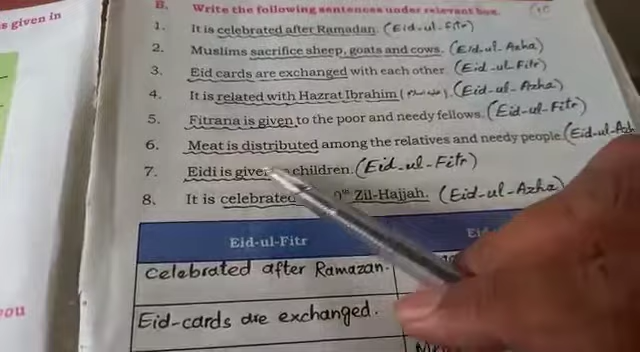 s given in
B. Write the following sentences under relevant box.
1. It is celebrated after Ramadan. (Eid-ul-Fitr)
2. Muslims sacrifice sheep, goats and cows. (Eid-ul-Azha)
3. Eid cards are exchanged with each other. (Eid-ul-Fitr)
4. It is related with Hazrat Ibrahim (علیہ السلام). (Eid-ul-Azha)
5. Fitrana is given to the poor and needy fellows. (Eid-ul-Fitr)
6. Meat is distributed among the relatives and needy people. (Eid-ul-Azh
7. Eidi is given children. (Eid-ul-Fitr)
8. It is celebrated Zil-Hajjah. (Eid-ul-Azha)
Eid-ul-Fitr
Celebrated after Ramazan.
Eid-cards are exchanged.
ou